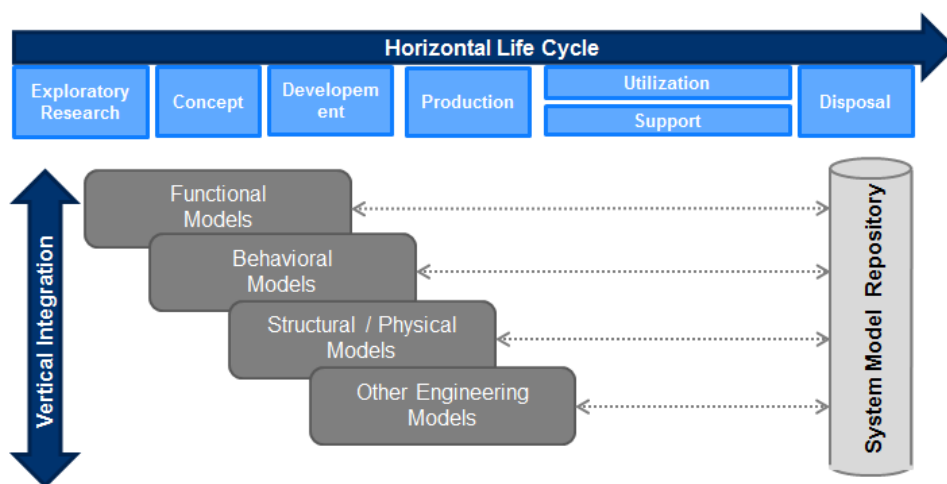 Horizontal Life Cycle
Exploratory
Research
Concept
Developem
ent
Production
Utilization
Support
Disposal
Vertical Integration
Functional
Models
Behavioral
Models
Structural / Physical
Models
Other Engineering
Models
System Model Repository